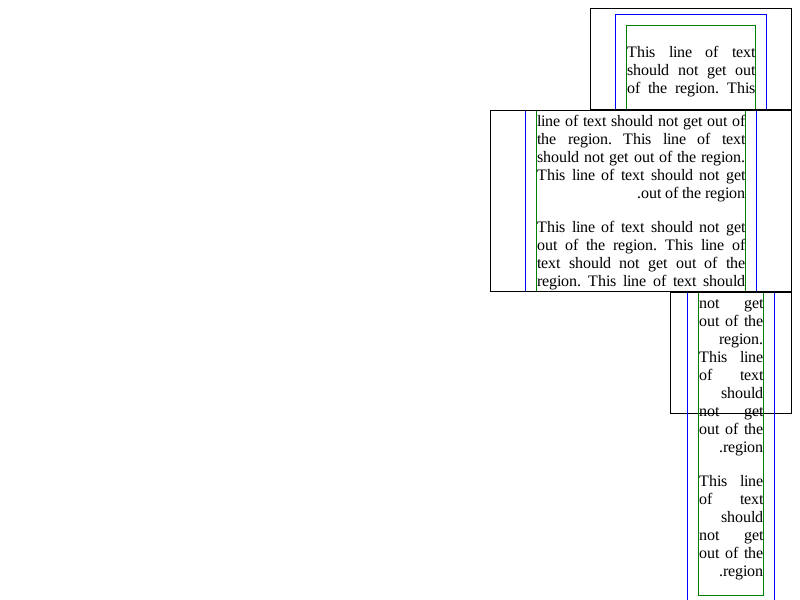 This line of text
should not get out
of the region. This
line of text should not get out of
the region. This line of text
should not get out of the region.
This line of text should not get
.out of the region
This line of text should not get
out of the region. This line of
text should not get out of the
region. This line of text should
not get
out of the
region.
This line
of text
should
not get
out of the
.region
This line
of text
should
not get
out of the
.region